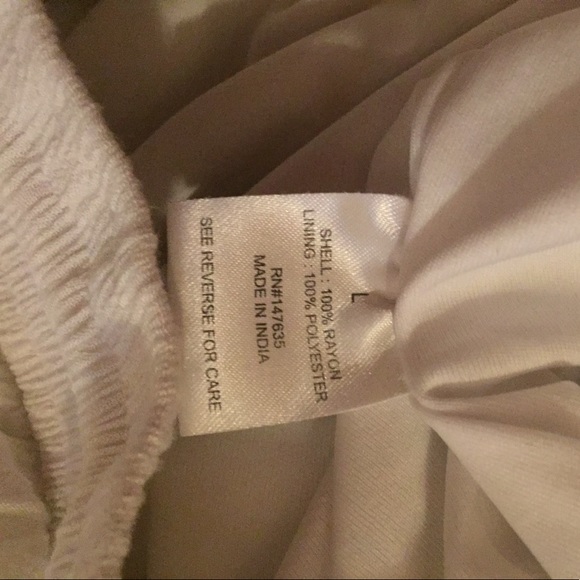 L
SHELL : 100% RAYON
LINING : 100% POLYESTER
RN#147635
MADE IN INDIA
SEE REVERSE FOR CARE